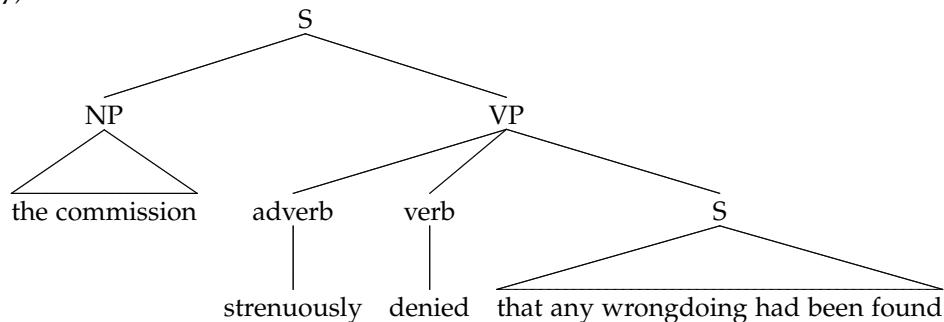 S
NP VP
the commission adverb verb S
strenuously denied that any wrongdoing had been found